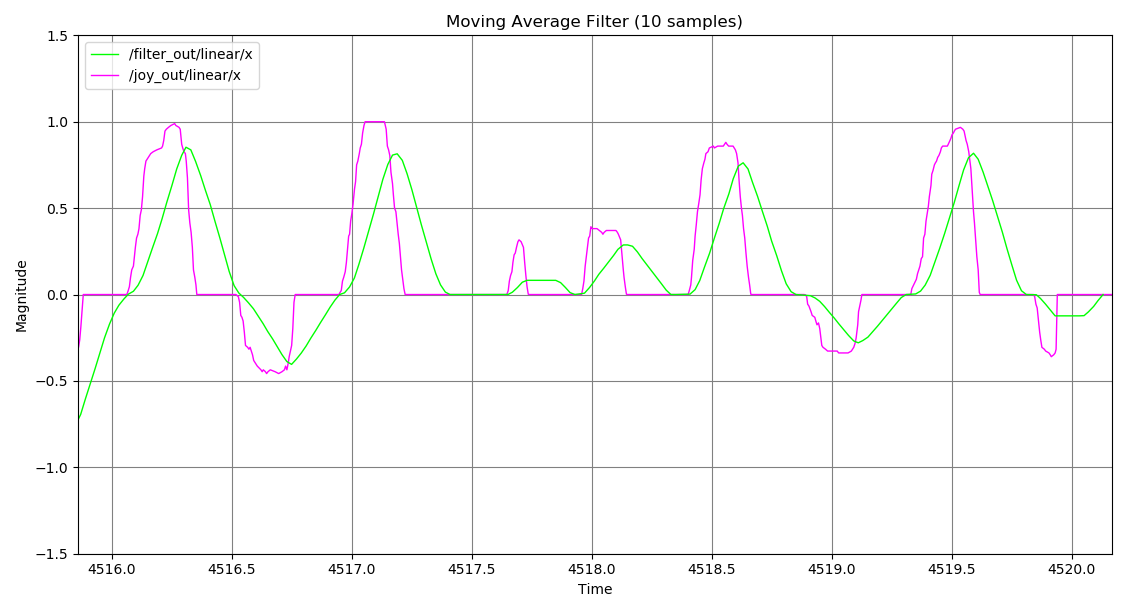 Moving Average Filter (10 samples)
/filter_out/linear/x
/joy_out/linear/x
1.5
1.0
0.5
0.0
−0.5
−1.0
−1.5
Magnitude
4516.0 4516.5 4517.0 4517.5 4518.0 4518.5 4519.0 4519.5 4520.0
Time